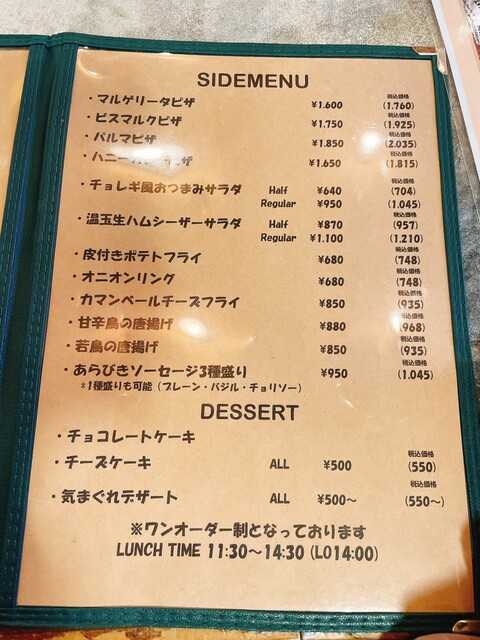 SIDEMENU
税込価格
・マルゲリータピザ ¥1.600 (1.760)
税込価格
・ビスマルクピザ ¥1.750 (1.925)
税込価格
・パルマピザ ¥1.850 (2.035)
税込価格
・ハニー ¥1.650 (1.815)
税込価格
・チョレギ風おつまみサラダ Half ¥640 (704)
Regular ¥950 (1.045)
税込価格
・温玉生ハムシーザーサラダ Half ¥870 (957)
Regular ¥1.100 (1.210)
税込価格
・皮付きポテトフライ ¥680 (748)
税込価格
・オニオンリング ¥680 (748)
税込価格
・カマンベールチーズフライ ¥850 (935)
税込価格
・甘辛鳥の唐揚げ ¥880 (968)
税込価格
・若鳥の唐揚げ ¥850 (935)
税込価格
・あらびきソーセージ3種盛り ¥950 (1.045)
*1種盛りも可能（プレーン・バジル・チョリソー）
DESSERT
・チョコレートケーキ
税込価格
・チーズケーキ ALL ¥500 (550)
税込価格
・気まぐれデザート ALL ¥500〜 (550〜)
※ワンオーダー制となっております
LUNCH TIME 11:30〜14:30 (LO14:00)